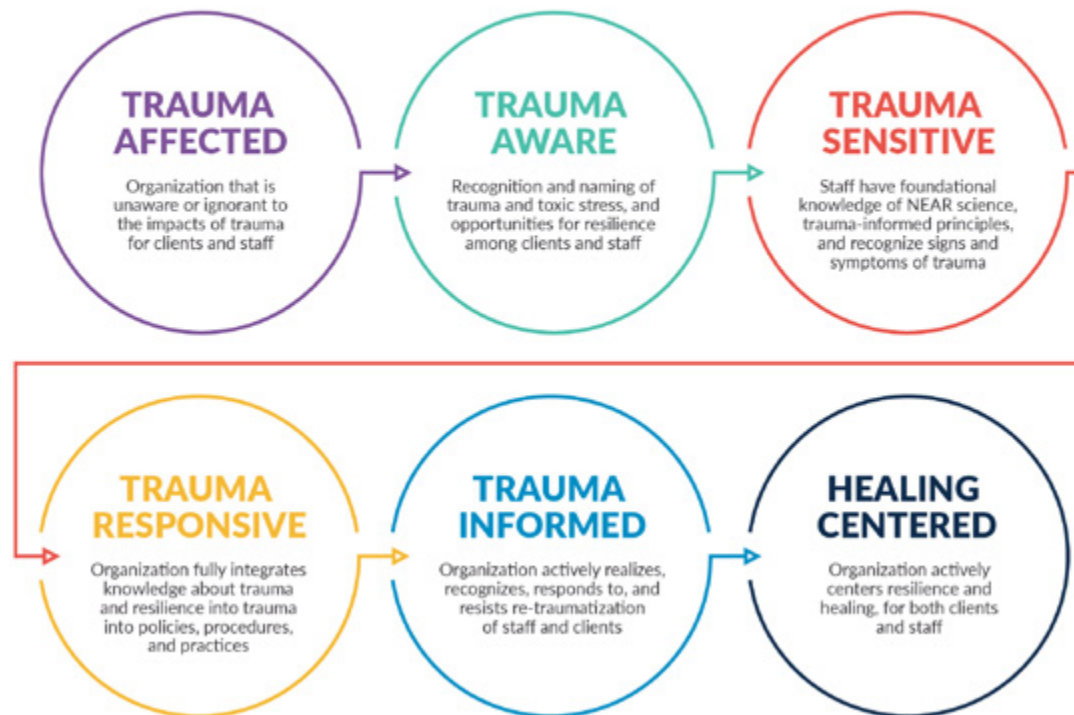 TRAUMA
AFFECTED
Organization that is
unaware or ignorant to
the impacts of trauma
for clients and staff
TRAUMA
AWARE
Recognition and naming of
trauma and toxic stress, and
opportunities for resilience
among clients and staff
TRAUMA
SENSITIVE
Staff have foundational
knowledge of NEAR science,
trauma-informed principles,
and recognize signs and
symptoms of trauma
TRAUMA
RESPONSIVE
Organization fully integrates
knowledge about trauma
and resilience into trauma
into policies, procedures,
and practices
TRAUMA
INFORMED
Organization actively realizes,
recognizes, responds to, and
resists re-traumatization
of staff and clients
HEALING
CENTERED
Organization actively
centers resilience and
healing, for both clients
and staff